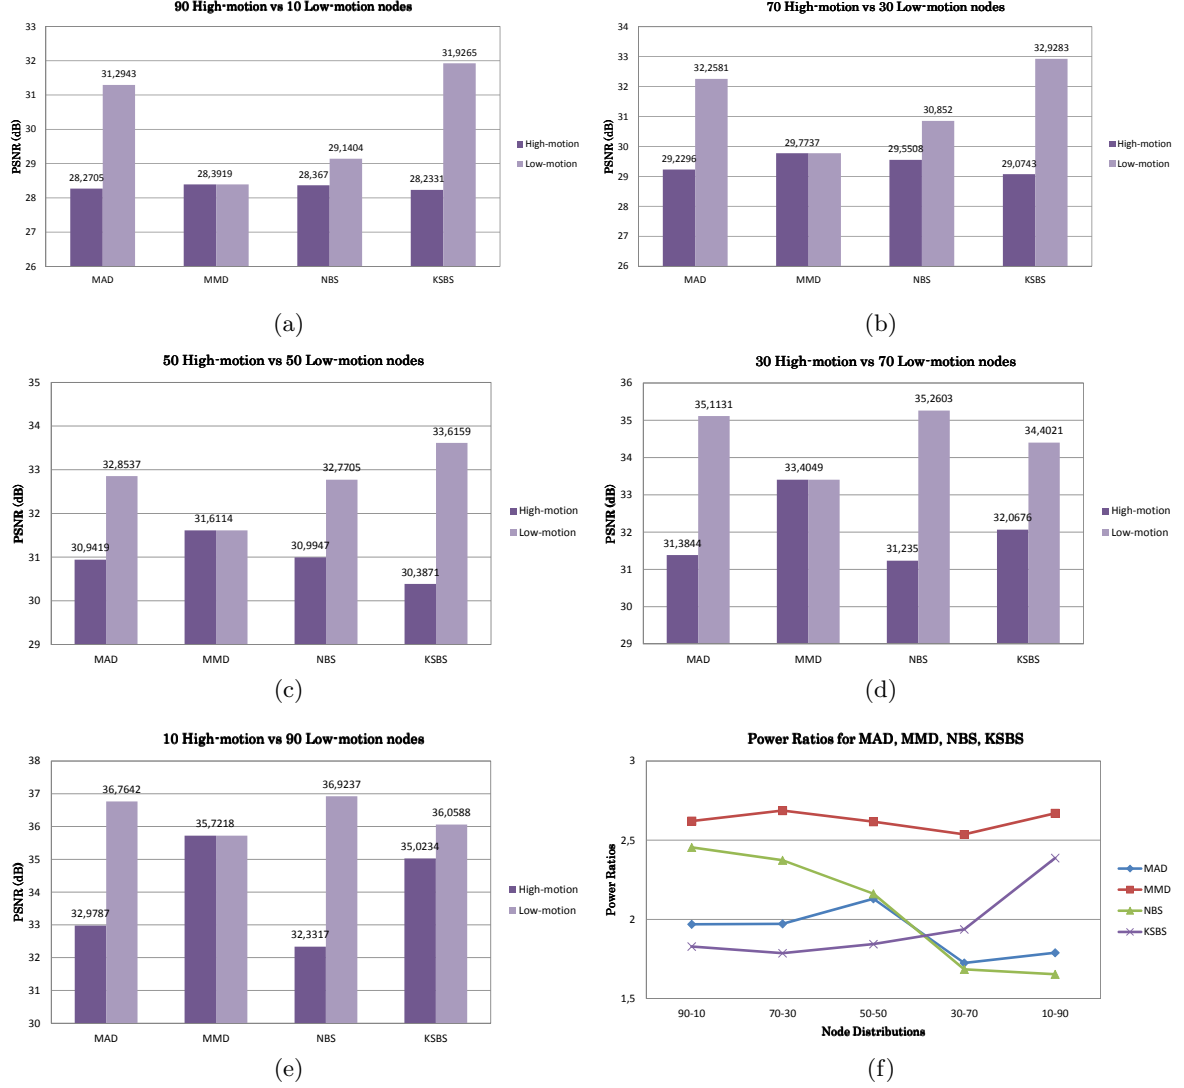 90 High-motion vs 10 Low-motion nodes
33
32
31
30
29
28
27
26
PSNR (dB)
31,2943
31,9265
29,1404
28,2705
28,3919
28,367
28,2331
MAD MMD NBS KSBS
High-motion
Low-motion
(a)
70 High-motion vs 30 Low-motion nodes
34
33
32
31
30
29
28
27
26
PSNR (dB)
32,2581
32,9283
30,852
29,2296
29,7737
29,5508
29,0743
MAD MMD NBS KSBS
High-motion
Low-motion
(b)
50 High-motion vs 50 Low-motion nodes
35
34
33
32
31
30
29
PSNR (dB)
33,6159
32,8537
32,7705
31,6114
30,9419
30,9947
30,3871
MAD MMD NBS KSBS
High-motion
Low-motion
(c)
30 High-motion vs 70 Low-motion nodes
36
35
34
33
32
31
30
29
PSNR (dB)
35,1131
35,2603
34,4021
33,4049
32,0676
31,3844
31,235
MAD MMD NBS KSBS
High-motion
Low-motion
(d)
10 High-motion vs 90 Low-motion nodes
38
37
36
35
34
33
32
31
30
PSNR (dB)
36,7642
36,9237
36,0588
35,7218
35,0234
32,9787
32,3317
MAD MMD NBS KSBS
High-motion
Low-motion
(e)
Power Ratios for MAD, MMD, NBS, KSBS
3
2,5
2
1,5
Power Ratios
90-10 70-30 50-50 30-70 10-90
Node Distributions
MAD
MMD
NBS
KSBS
(f)